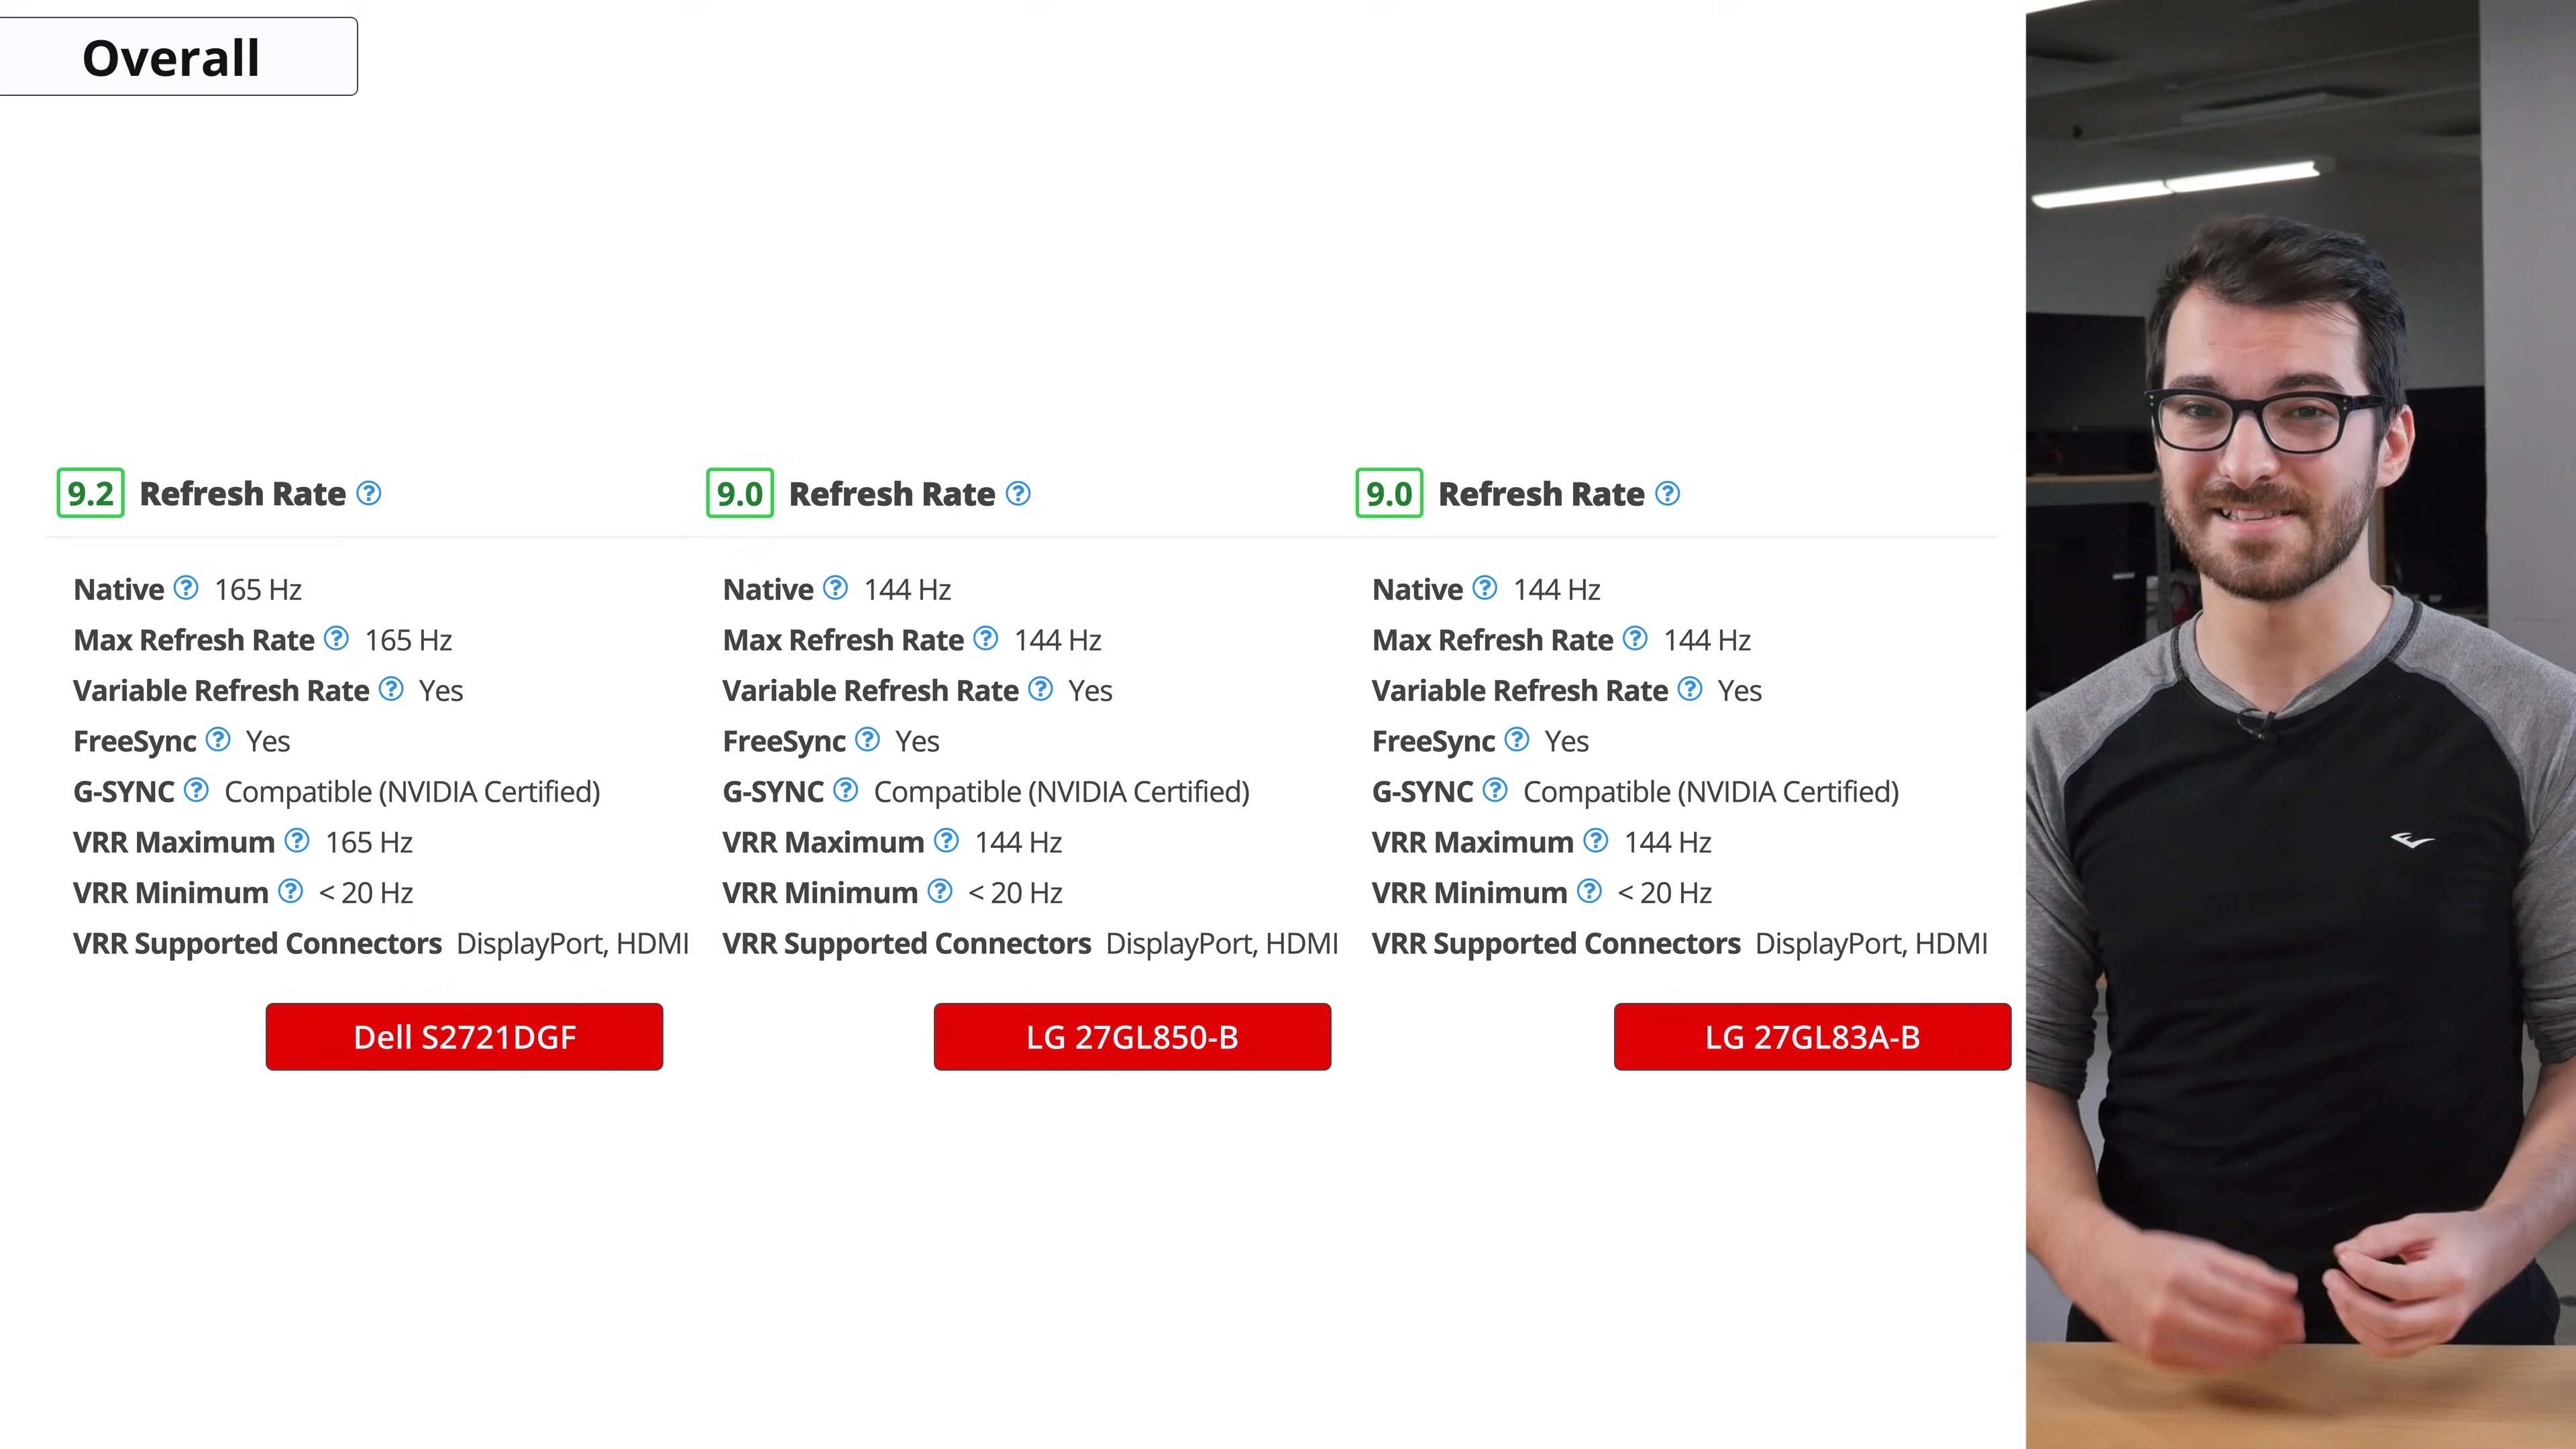 Overall
9.2 Refresh Rate ?
Native ? 165 Hz
Max Refresh Rate ? 165 Hz
Variable Refresh Rate ? Yes
FreeSync ? Yes
G-SYNC ? Compatible (NVIDIA Certified)
VRR Maximum ? 165 Hz
VRR Minimum ? < 20 Hz
VRR Supported Connectors DisplayPort, HDMI
Dell S2721DGF
9.0 Refresh Rate ?
Native ? 144 Hz
Max Refresh Rate ? 144 Hz
Variable Refresh Rate ? Yes
FreeSync ? Yes
G-SYNC ? Compatible (NVIDIA Certified)
VRR Maximum ? 144 Hz
VRR Minimum ? < 20 Hz
VRR Supported Connectors DisplayPort, HDMI
LG 27GL850-B
9.0 Refresh Rate ?
Native ? 144 Hz
Max Refresh Rate ? 144 Hz
Variable Refresh Rate ? Yes
FreeSync ? Yes
G-SYNC ? Compatible (NVIDIA Certified)
VRR Maximum ? 144 Hz
VRR Minimum ? < 20 Hz
VRR Supported Connectors DisplayPort, HDMI
LG 27GL83A-B